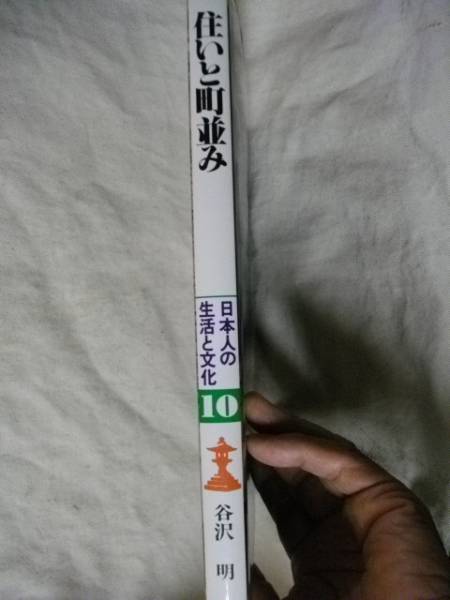 住いと町並み
日本人の
生活と文化
10
谷沢 明